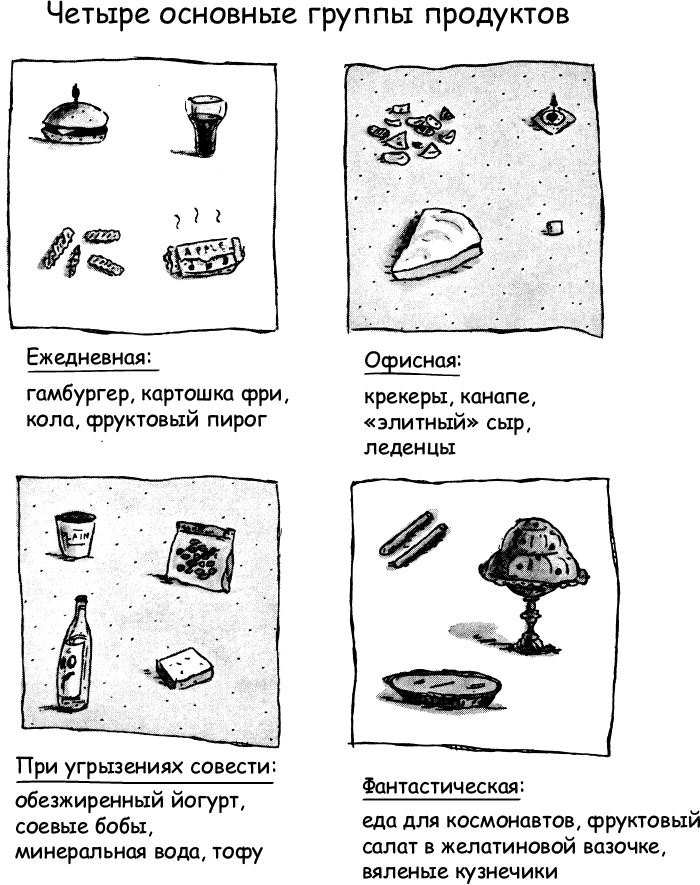 Четыре основные группы продуктов
APPLE
Ежедневная:
гамбургер, картошка фри,
кола, фруктовый пирог
Офисная:
крекеры, канапе,
«элитный» сыр,
леденцы
PLAIN
При угрызениях совести:
обезжиренный йогурт,
соевые бобы,
минеральная вода, тофу
Фантастическая:
еда для космонавтов, фруктовый
салат в желатиновой вазочке,
вяленые кузнечики